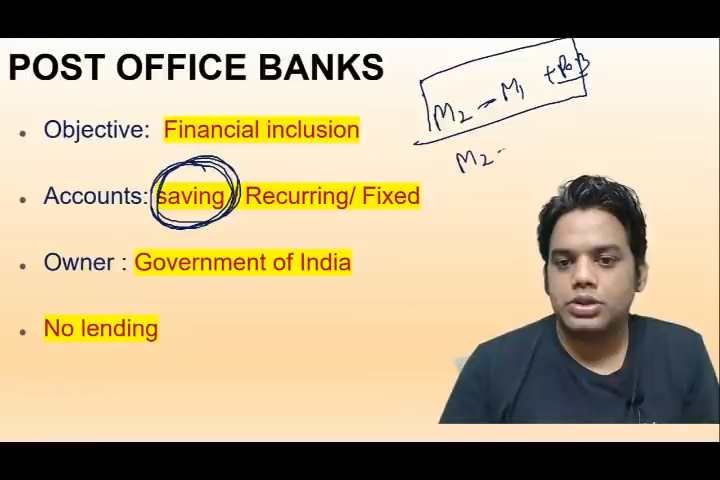 POST OFFICE BANKS
M2 = M1 + PoB
M2 -
• Objective: Financial inclusion
• Accounts: saving / Recurring/ Fixed
• Owner : Government of India
• No lending